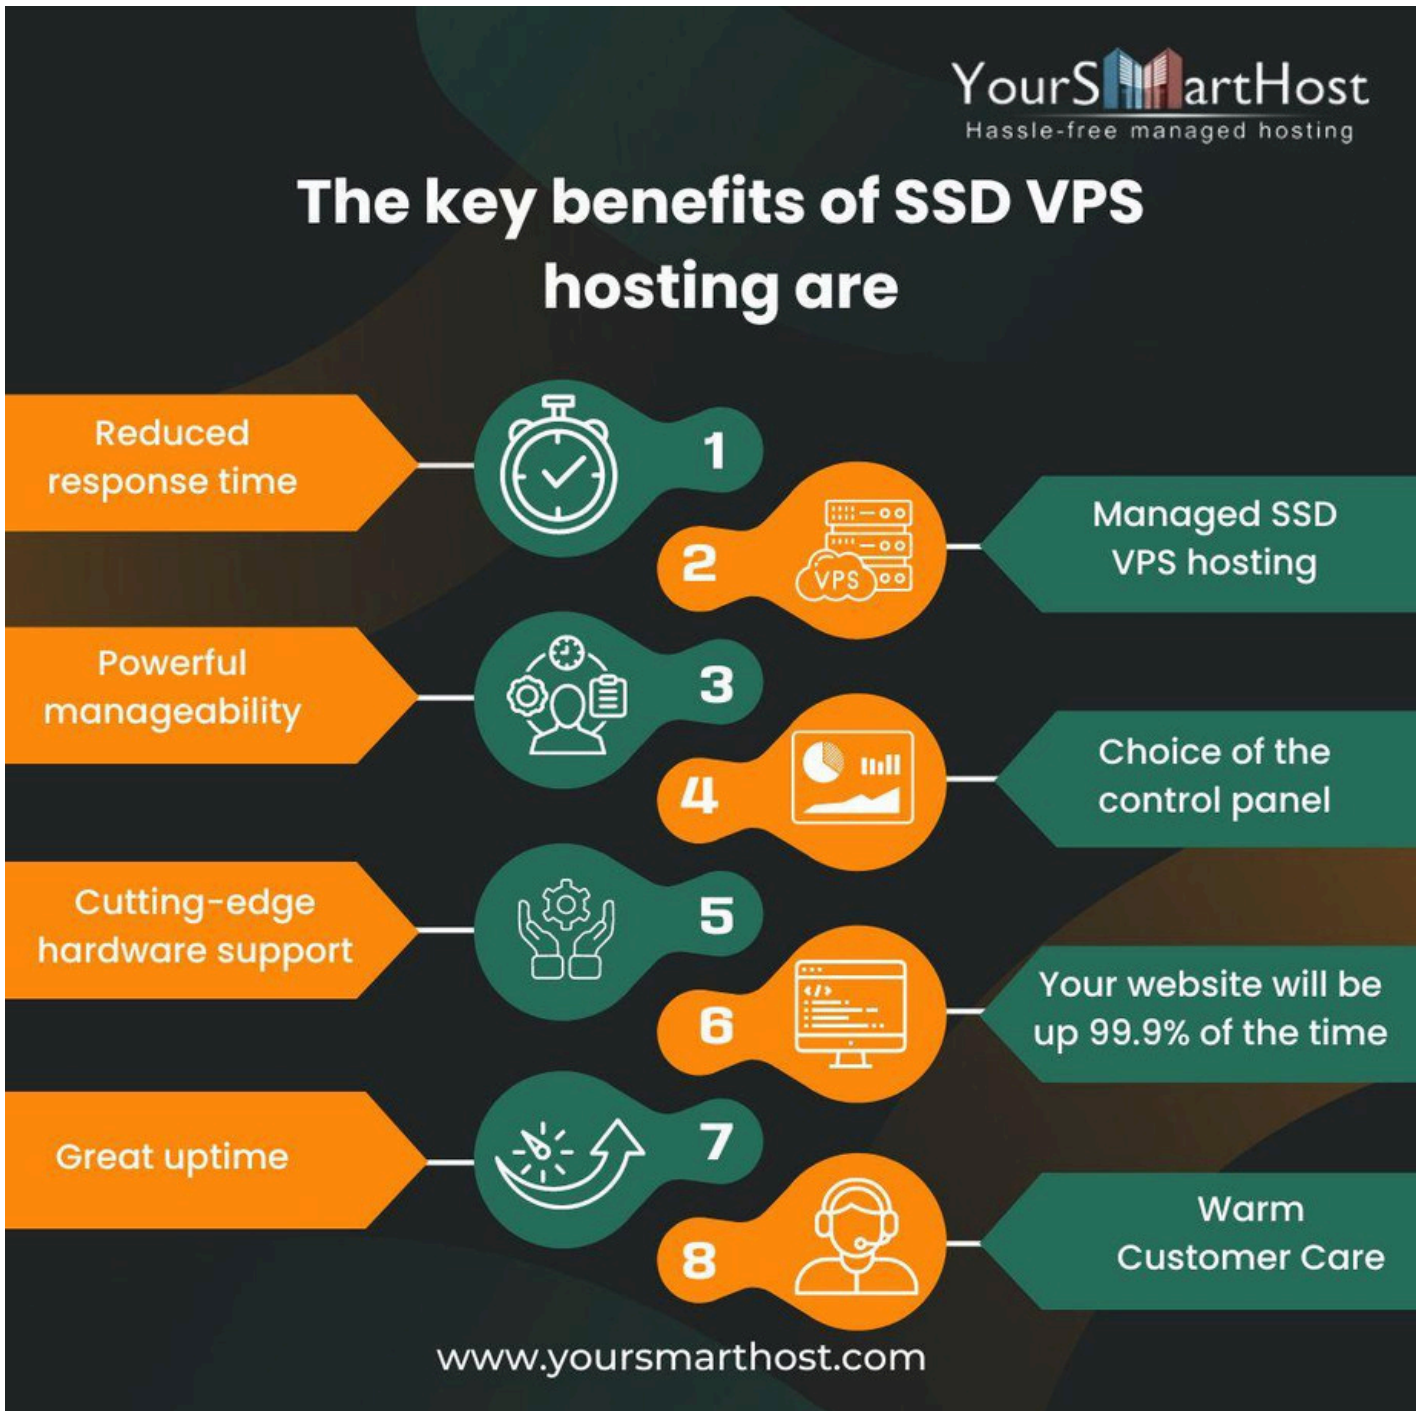 YourSmartHost
Hassle-free managed hosting
The key benefits of SSD VPS
hosting are
Reduced
response time
1
2
VPS
Managed SSD
VPS hosting
Powerful
manageability
3
4
Choice of the
control panel
Cutting-edge
hardware support
5
6
</>
Your website will be
up 99.9% of the time
Great uptime
7
8
Warm
Customer Care
www.yoursmarthost.com